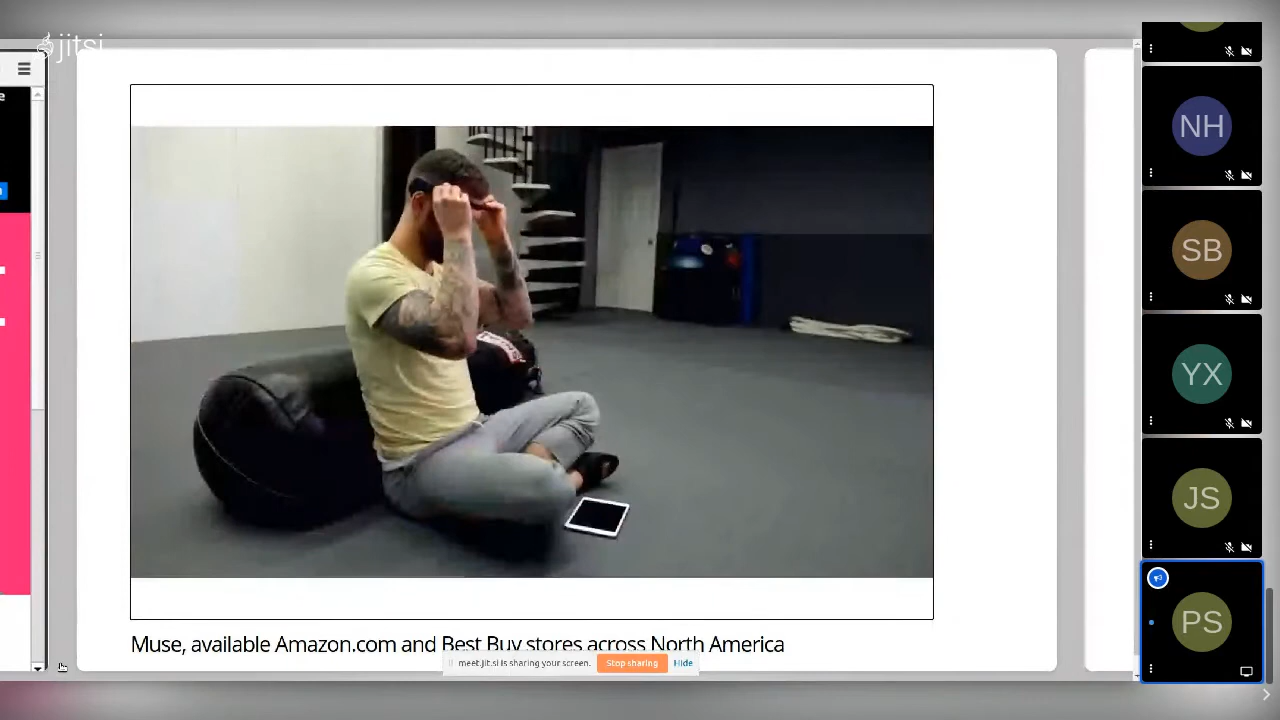 jitsi
e
NH
SB
YX
JS
PS
Muse, available Amazon.com and Best Buy stores across North America
meet.jit.si is sharing your screen. Stop sharing Hide